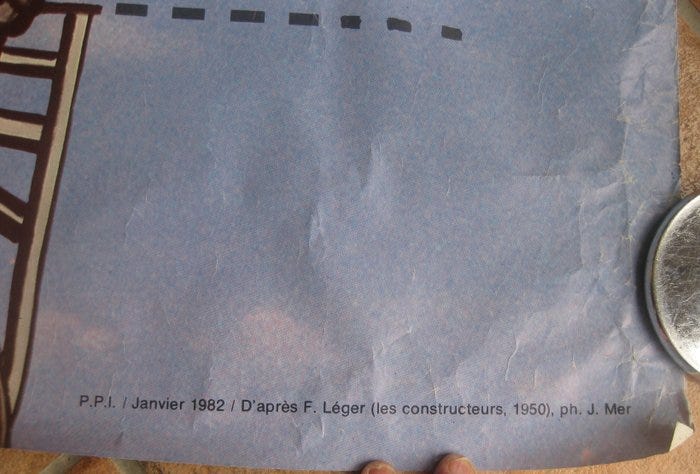 P.P.I. / Janvier 1982 / D'après F. Léger (les constructeurs, 1950), ph. J. Mer